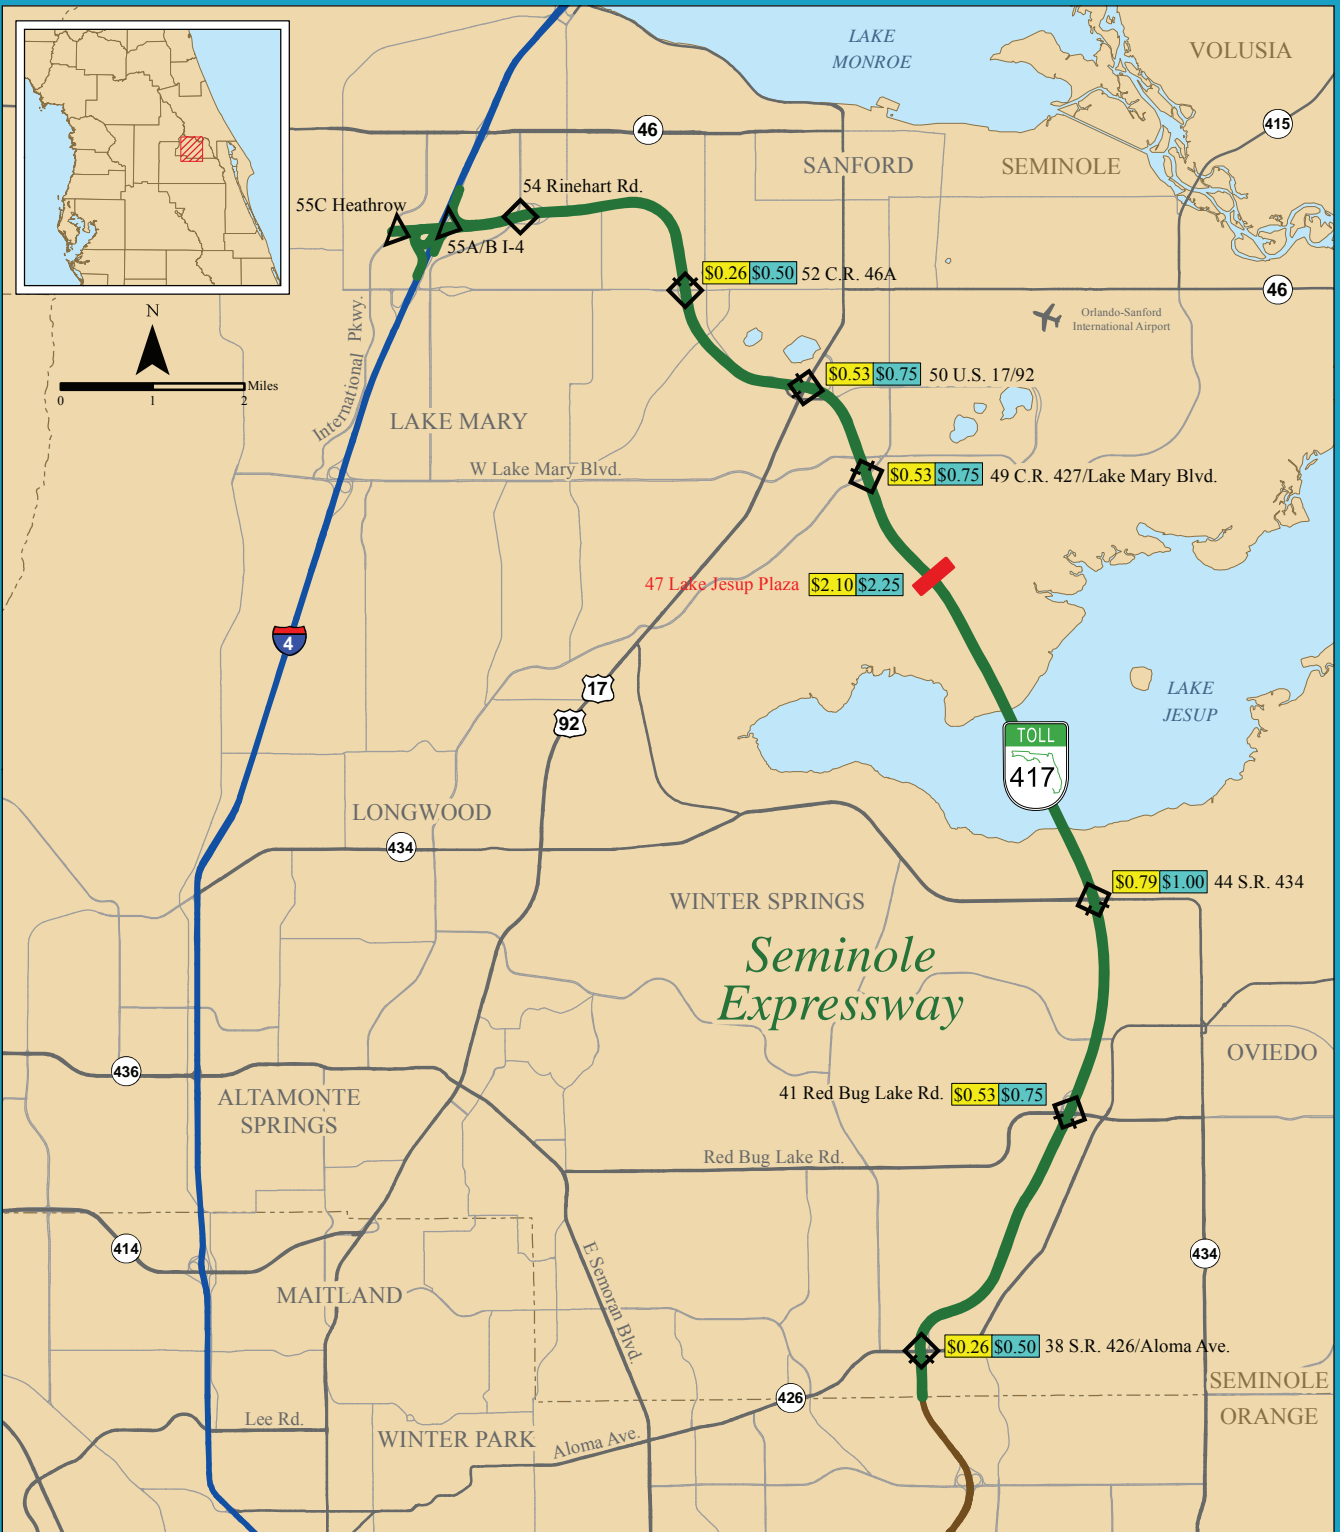 LAKE
MONROE
VOLUSIA
46
415
SANFORD
SEMINOLE
54 Rinehart Rd.
55C Heathrow
55A/B I-4
$0.26 $0.50 52 C.R. 46A
46
N
Orlando-Sanford
International Airport
International Pkwy.
Miles
0 1 2
$0.53 $0.75 50 U.S. 17/92
LAKE MARY
W Lake Mary Blvd.
$0.53 $0.75 49 C.R. 427/Lake Mary Blvd.
47 Lake Jesup Plaza $2.10 $2.25
4
17
92
LAKE
JESUP
TOLL
417
LONGWOOD
434
$0.79 $1.00 44 S.R. 434
WINTER SPRINGS
Seminole
Expressway
OVIEDO
436
ALTAMONTE
SPRINGS
41 Red Bug Lake Rd. $0.53 $0.75
Red Bug Lake Rd.
414
434
E Semoran Blvd.
MAITLAND
$0.26 $0.50 38 S.R. 426/Aloma Ave.
SEMINOLE
426
ORANGE
Lee Rd.
WINTER PARK
Aloma Ave.